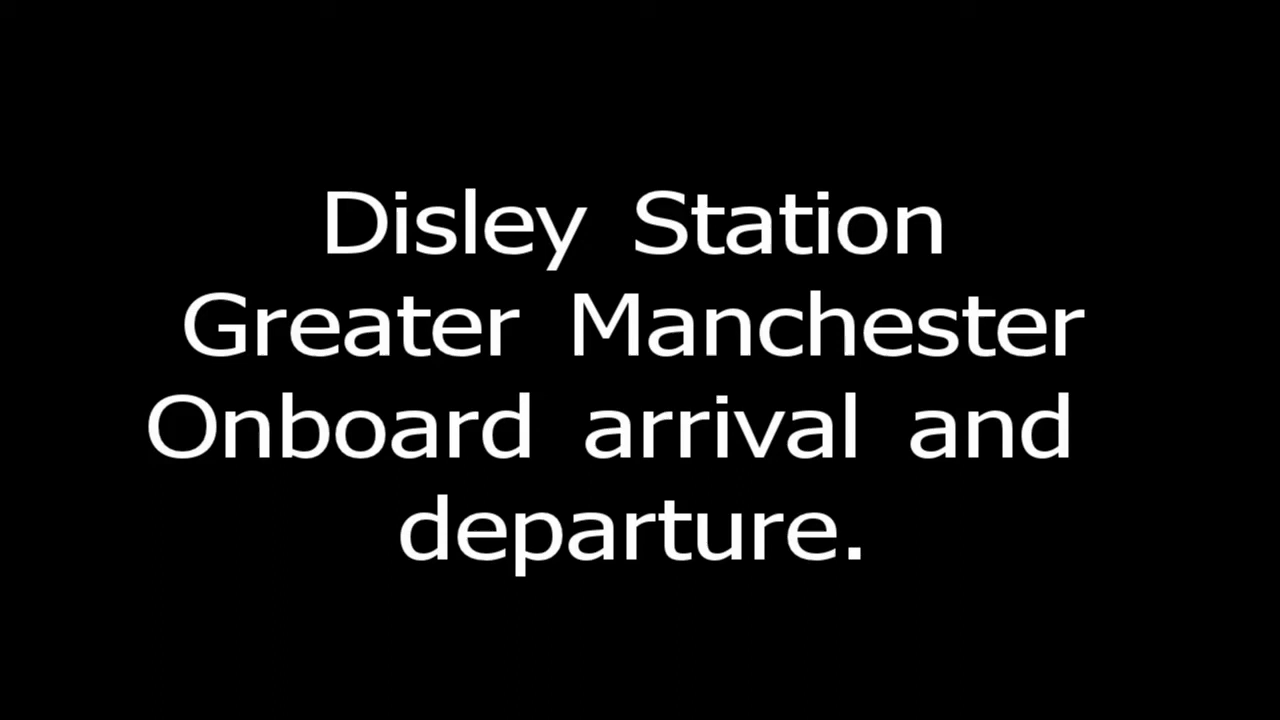 Disley Station
Greater Manchester
Onboard arrival and
departure.